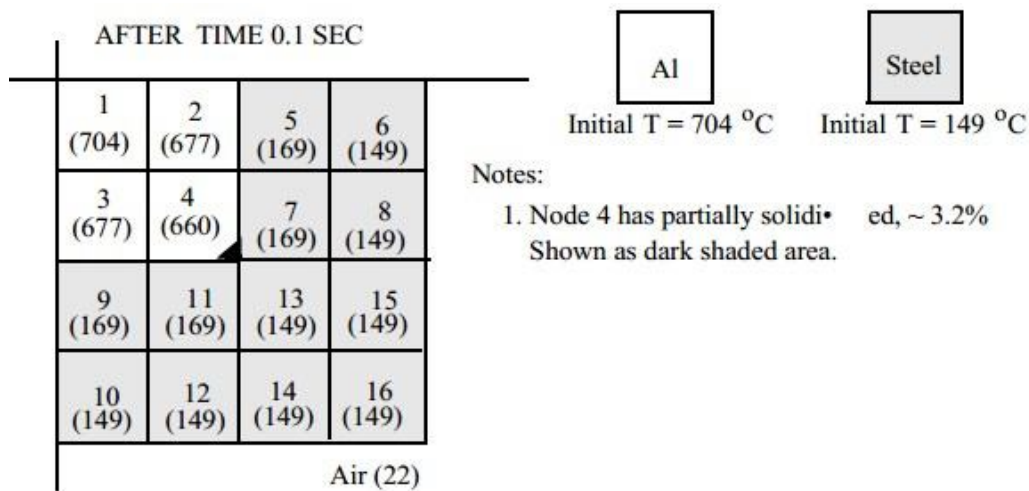 AFTER TIME 0.1 SEC
1 2 5 6
(704) (677) (169) (149)
3 4 7 8
(677) (660) (169) (149)
9 11 13 15
(169) (169) (149) (149)
10 12 14 16
(149) (149) (149) (149)
Air (22)
Al Steel
Initial T = 704 °C Initial T = 149 °C
Notes:
1. Node 4 has partially solidi• ed, ~ 3.2%
Shown as dark shaded area.